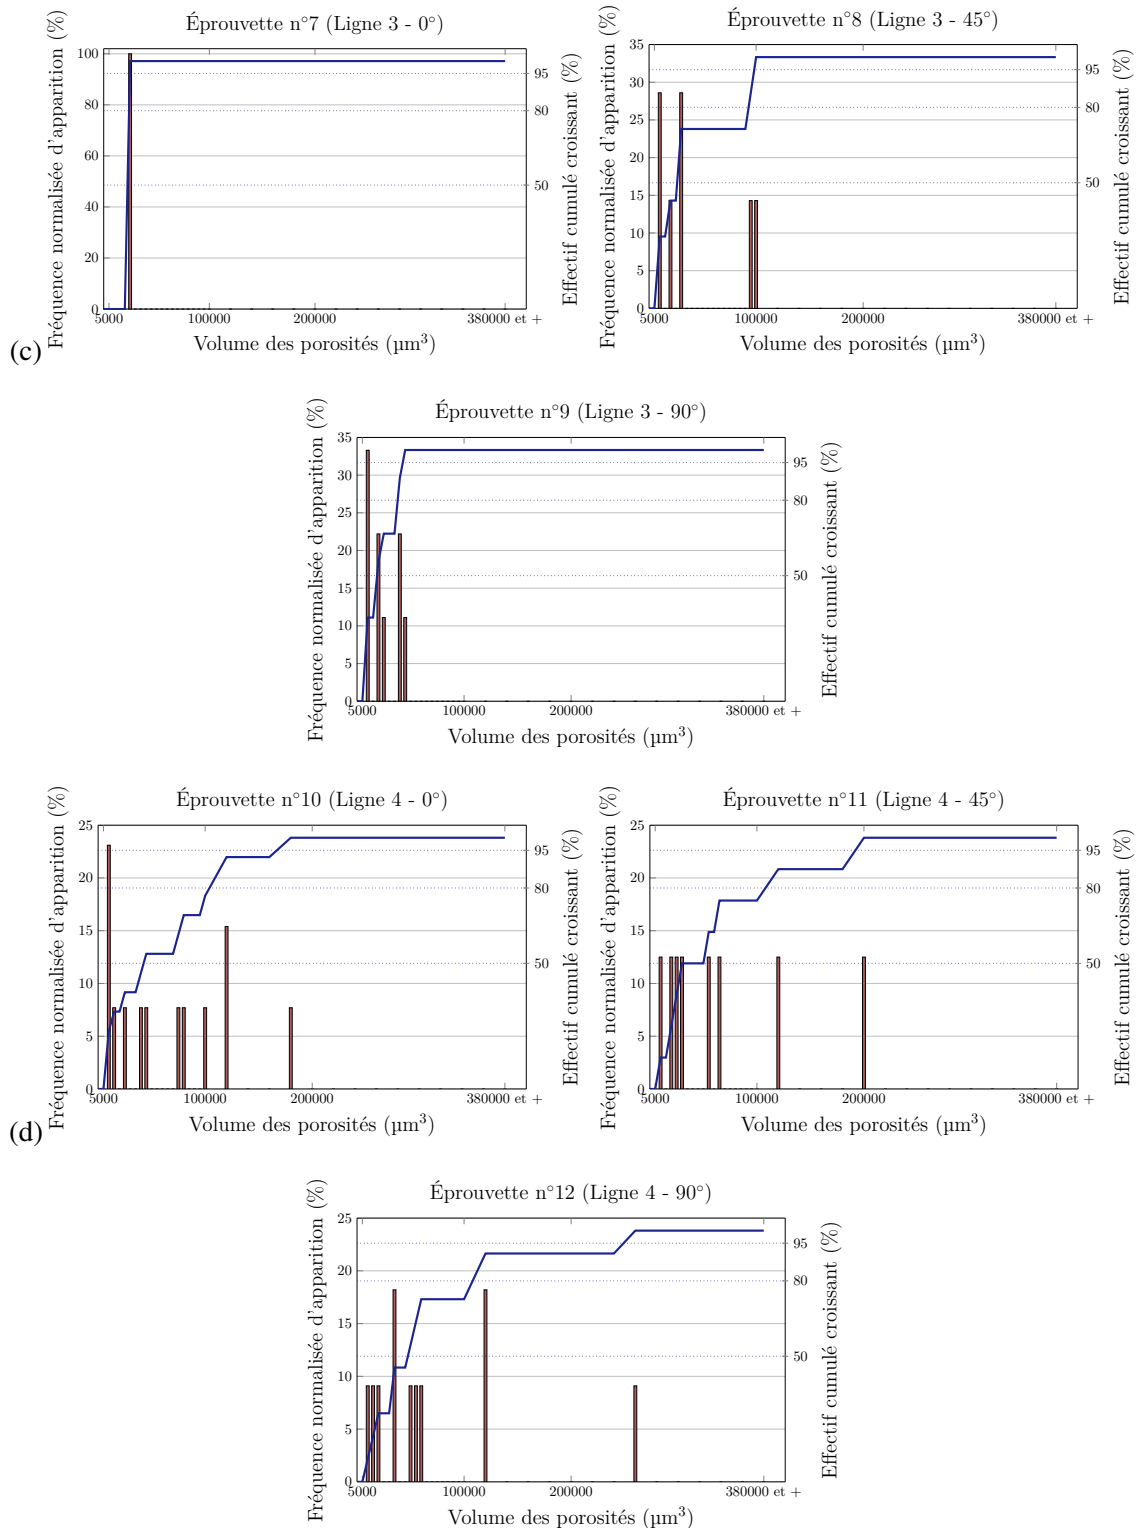 Éprouvette n°7 (Ligne 3 - 0°)
Fréquence normalisée d'apparition (%)
100
80
60
40
20
0
95
80
50
Effectif cumulé croissant (%)
5000 100000 200000 380000 et +
Volume des porosités (µm³)
Éprouvette n°8 (Ligne 3 - 45°)
Fréquence normalisée d'apparition (%)
35
30
25
20
15
10
5
0
95
80
50
Effectif cumulé croissant (%)
5000 100000 200000 380000 et +
Volume des porosités (µm³)
(c)
Éprouvette n°9 (Ligne 3 - 90°)
Fréquence normalisée d'apparition (%)
35
30
25
20
15
10
5
0
95
80
50
Effectif cumulé croissant (%)
5000 100000 200000 380000 et +
Volume des porosités (µm³)
Éprouvette n°10 (Ligne 4 - 0°)
Fréquence normalisée d'apparition (%)
25
20
15
10
5
0
95
80
50
Effectif cumulé croissant (%)
5000 100000 200000 380000 et +
Volume des porosités (µm³)
Éprouvette n°11 (Ligne 4 - 45°)
Fréquence normalisée d'apparition (%)
25
20
15
10
5
0
95
80
50
Effectif cumulé croissant (%)
5000 100000 200000 380000 et +
Volume des porosités (µm³)
(d)
Éprouvette n°12 (Ligne 4 - 90°)
Fréquence normalisée d'apparition (%)
25
20
15
10
5
0
95
80
50
Effectif cumulé croissant (%)
5000 100000 200000 380000 et +
Volume des porosités (µm³)